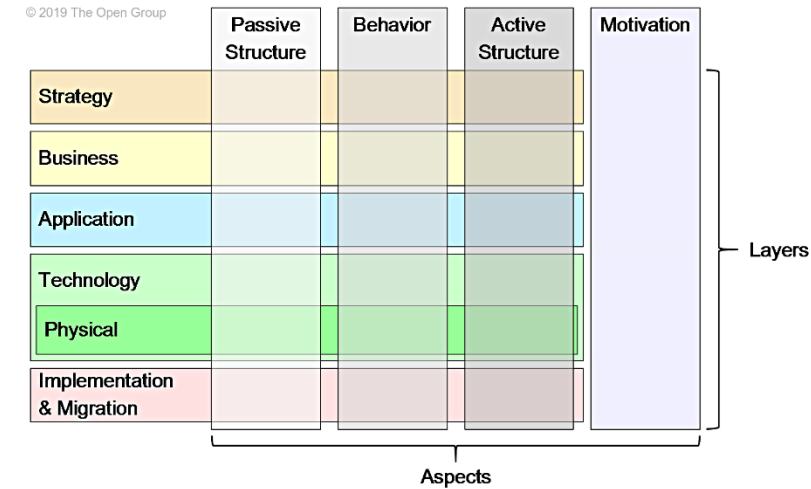 © 2019 The Open Group
Passive
Structure
Behavior
Active
Structure
Motivation
Strategy
Business
Application
Layers
Technology
Physical
Implementation
& Migration
Aspects